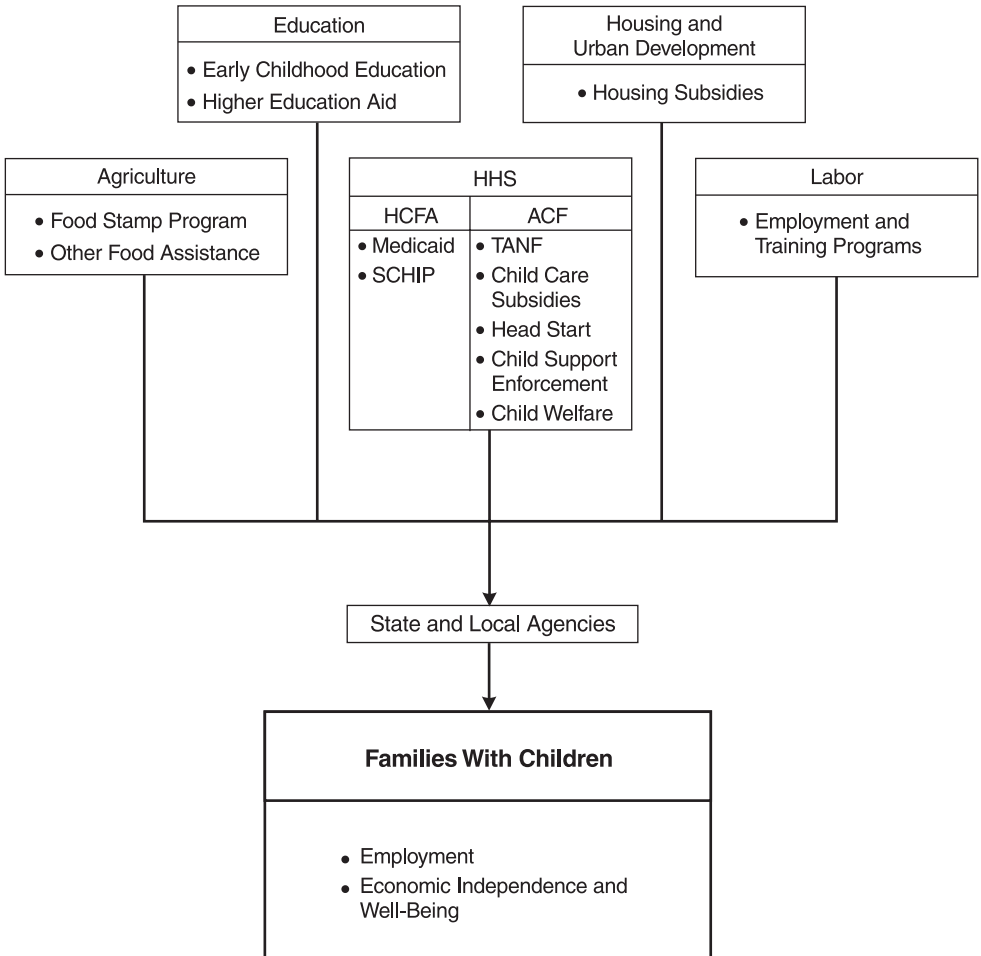 Education
• Early Childhood Education
• Higher Education Aid
Housing and
Urban Development
• Housing Subsidies
Agriculture
• Food Stamp Program
• Other Food Assistance
HHS
HCFA
• Medicaid
• SCHIP
ACF
• TANF
• Child Care
Subsidies
• Head Start
• Child Support
Enforcement
• Child Welfare
Labor
• Employment and
Training Programs
State and Local Agencies
Families With Children
• Employment
• Economic Independence and
Well-Being